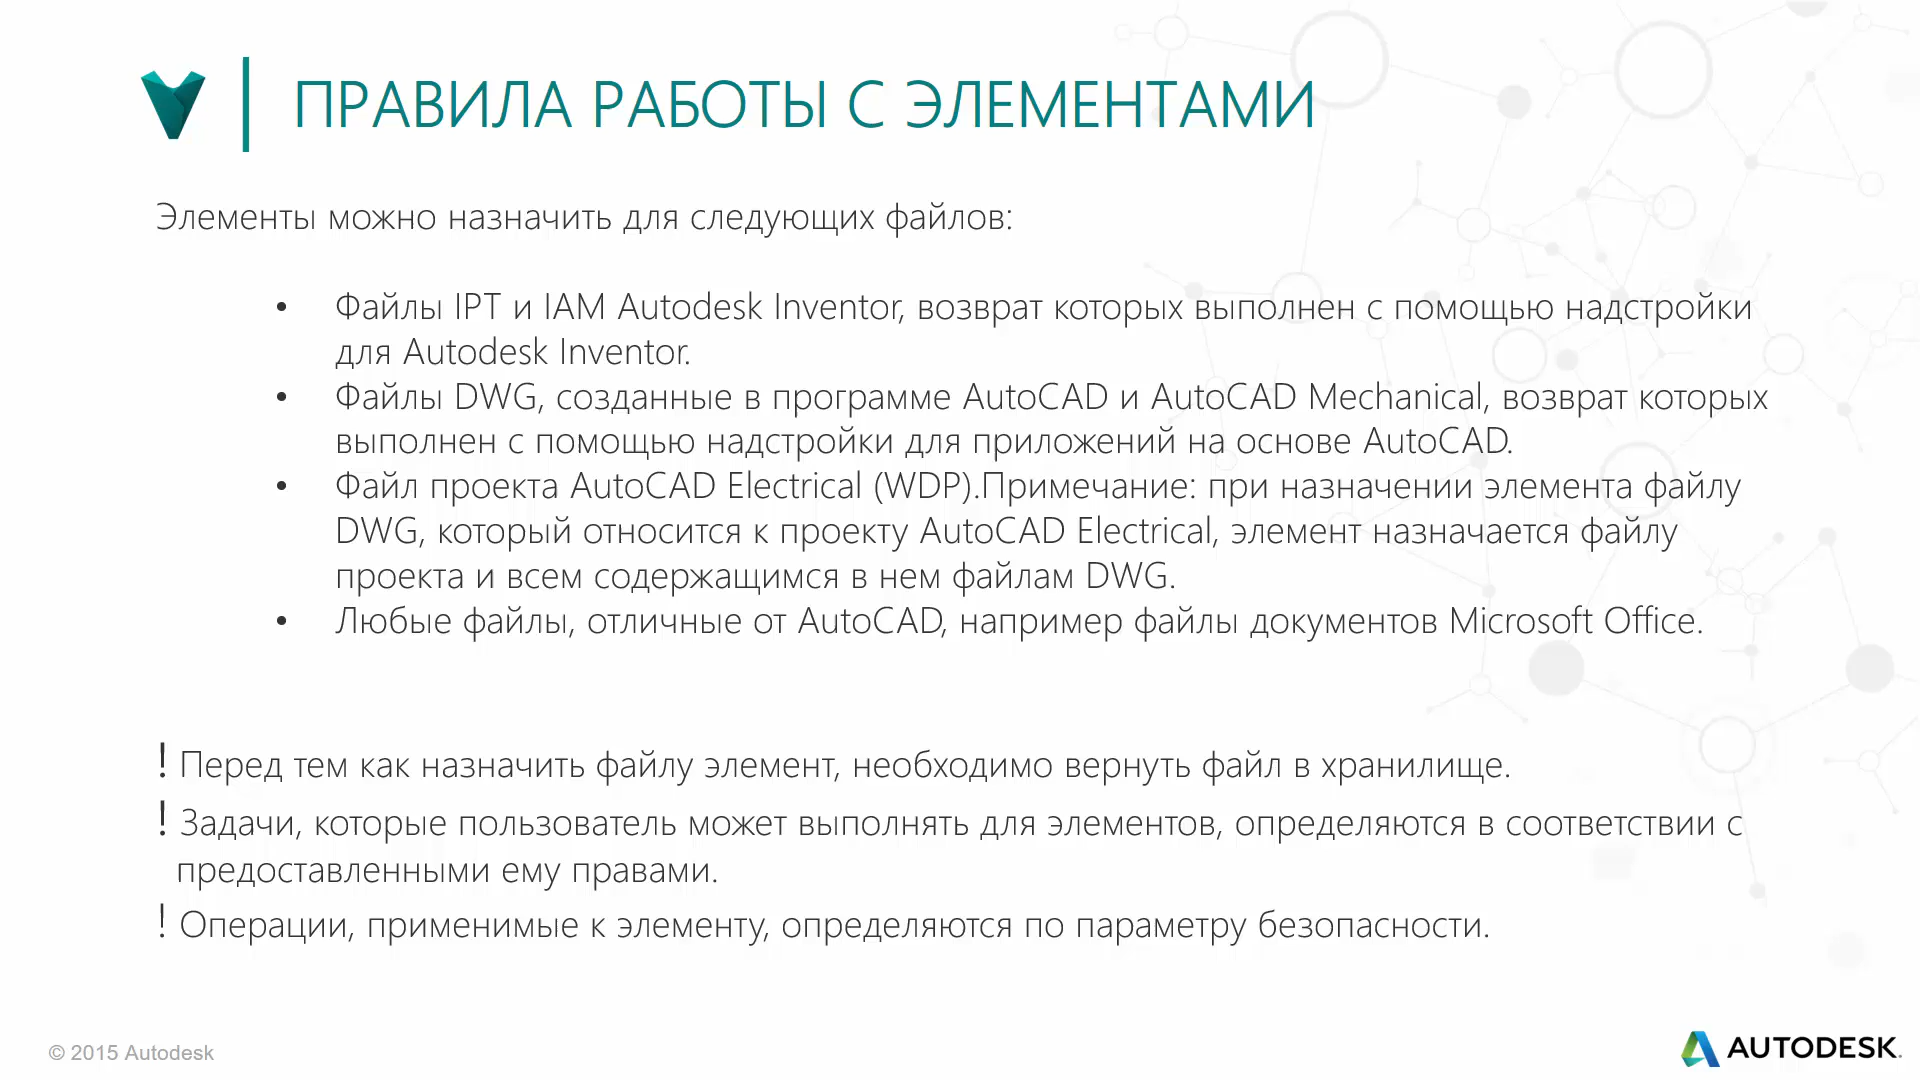 ПРАВИЛА РАБОТЫ С ЭЛЕМЕНТАМИ
Элементы можно назначить для следующих файлов:
• Файлы IPT и IAM Autodesk Inventor, возврат которых выполнен с помощью надстройки
для Autodesk Inventor.
• Файлы DWG, созданные в программе AutoCAD и AutoCAD Mechanical, возврат которых
выполнен с помощью надстройки для приложений на основе AutoCAD.
• Файл проекта AutoCAD Electrical (WDP).Примечание: при назначении элемента файлу
DWG, который относится к проекту AutoCAD Electrical, элемент назначается файлу
проекта и всем содержащимся в нем файлам DWG.
• Любые файлы, отличные от AutoCAD, например файлы документов Microsoft Office.
! Перед тем как назначить файлу элемент, необходимо вернуть файл в хранилище.
! Задачи, которые пользователь может выполнять для элементов, определяются в соответствии с
предоставленными ему правами.
! Операции, применимые к элементу, определяются по параметру безопасности.
© 2015 Autodesk
AUTODESK.